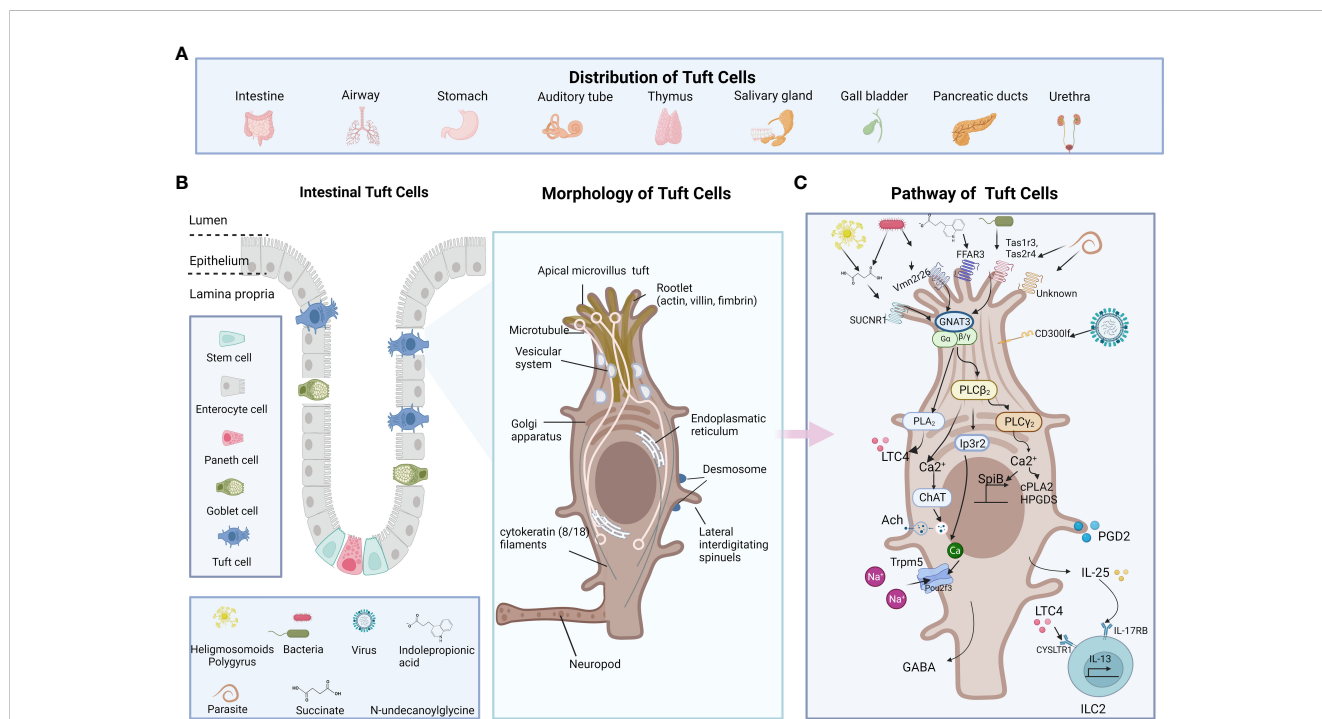 A
Distribution of Tuft Cells
Intestine
Airway
Stomach
Auditory tube
Thymus
Salivary gland
Gall bladder
Pancreatic ducts
Urethra
B
Intestinal Tuft Cells
Lumen
Epithelium
Lamina propria
Stem cell
Enterocyte cell
Paneth cell
Goblet cell
Tuft cell
Heligmosomoids
Polygyrus
Bacteria
Virus
Indolepropionic
acid
Parasite
OH
HO
Succinate
N-undecanoylglycine
Morphology of Tuft Cells
Apical microvillus tuft
Rootlet
(actin, villin, fimbrin)
Microtubule
Vesicular
system
Golgi
apparatus
Endoplasmatic
reticulum
Desmosome
cytokeratin (8/18)
filaments
Lateral
interdigitating
spinuels
Neuropod
C
Pathway of Tuft Cells
FFAR3
Tas1r3,
Tas2r4
Vmn2r26
Unknown
OH
HO
SUCNR1
GNAT3
Gα
β/γ
CD300lf
PLCβ₂
PLA₂
PLCγ₂
LTC4
Ip3r2
Ca²⁺
Ca²⁺
SpiB
cPLA2
HPGDS
ChAT
Ach
Ca
PGD2
Trpm5
Na⁺
Pou2f3
Na⁺
IL-25
LTC4
IL-17RB
CYSLTR1
IL-13
GABA
ILC2